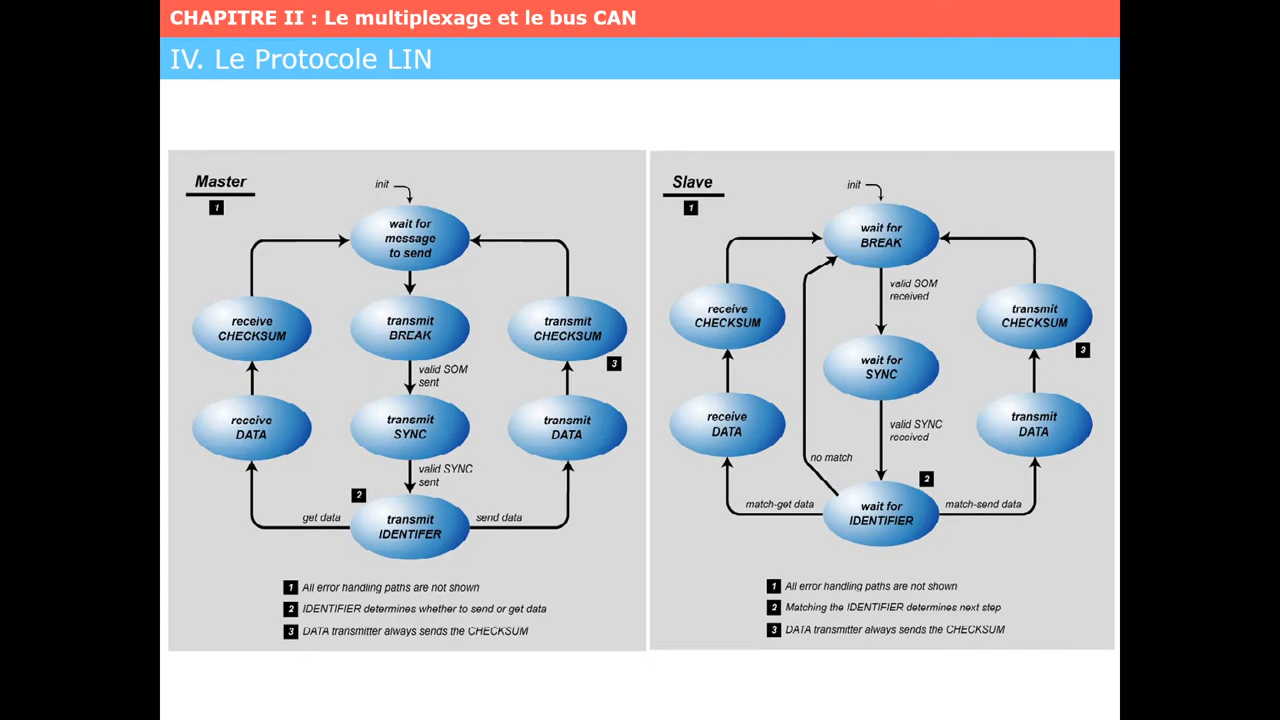 CHAPITRE II : Le multiplexage et le bus CAN
IV. Le Protocole LIN
Master
1
init
wait for
message
to send
receive
CHECKSUM
transmit
BREAK
transmit
CHECKSUM
3
valid SOM
sent
receive
DATA
transmit
SYNC
transmit
DATA
valid SYNC
sent
2
get data
transmit
IDENTIFER
send data
1 All error handling paths are not shown
2 IDENTIFIER determines whether to send or get data
3 DATA transmitter always sends the CHECKSUM
Slave
1
init
wait for
BREAK
valid SOM
received
receive
CHECKSUM
transmit
CHECKSUM
3
wait for
SYNC
receive
DATA
transmit
DATA
valid SYNC
received
no match
2
match-get data
wait for
IDENTIFIER
match-send data
1 All error handling paths are not shown
2 Matching the IDENTIFIER determines next step
3 DATA transmitter always sends the CHECKSUM